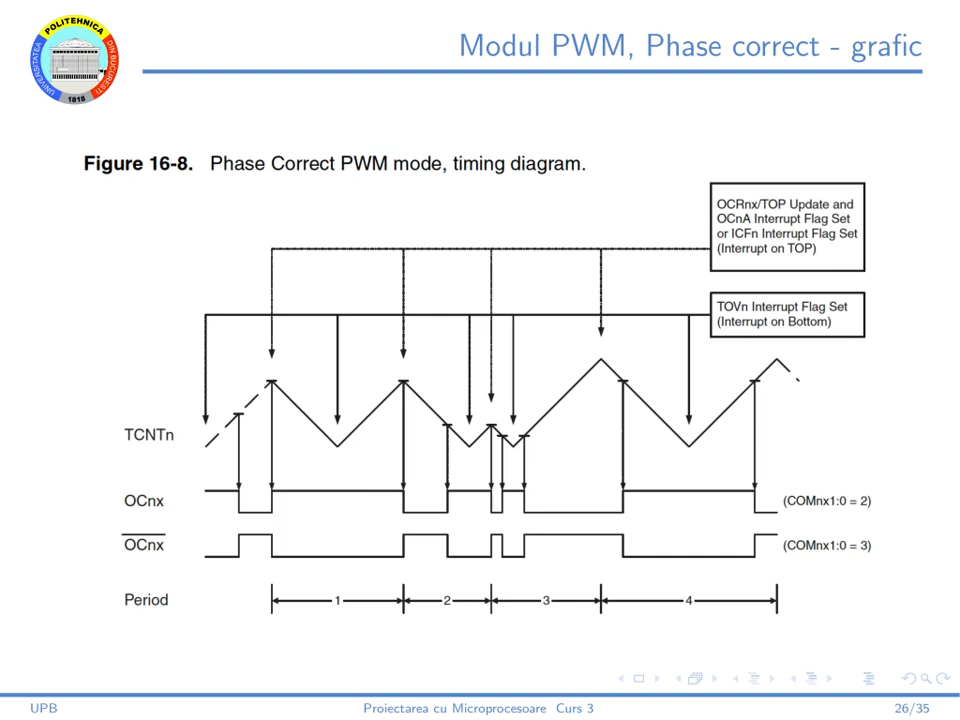 POLITEHNICA
UNIVERSITATEA
DIN BUCURESTI
1818
Modul PWM, Phase correct - grafic
Figure 16-8. Phase Correct PWM mode, timing diagram.
OCRnx/TOP Update and
OCnA Interrupt Flag Set
or ICFn Interrupt Flag Set
(Interrupt on TOP)
TOVn Interrupt Flag Set
(Interrupt on Bottom)
TCNTn
OCnx
(COMnx1:0 = 2)
OCnx
(COMnx1:0 = 3)
Period
1
2
3
4
UPB
Proiectarea cu Microprocesoare Curs 3
26/35